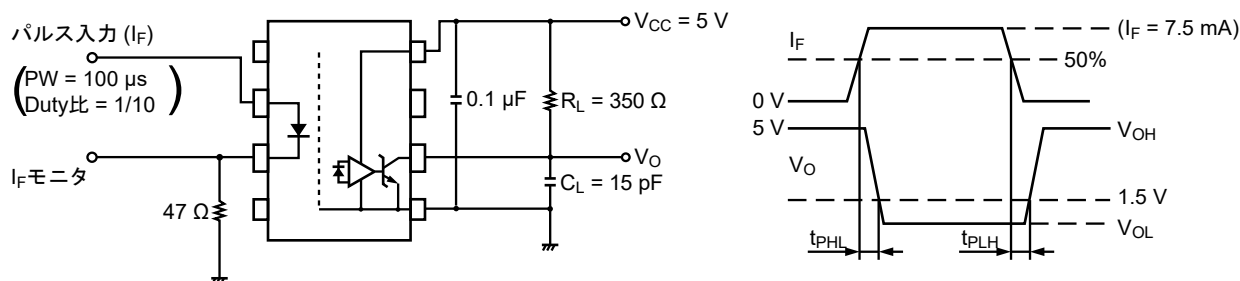 パルス入力 (IF)
PW = 100 µs
Duty比 = 1/10
IFモニタ
47 Ω
VCC = 5 V
0.1 µF
RL = 350 Ω
VO
CL = 15 pF
IF
(IF = 7.5 mA)
50%
0 V
5 V
VOH
VO
1.5 V
VOL
tPHL
tPLH